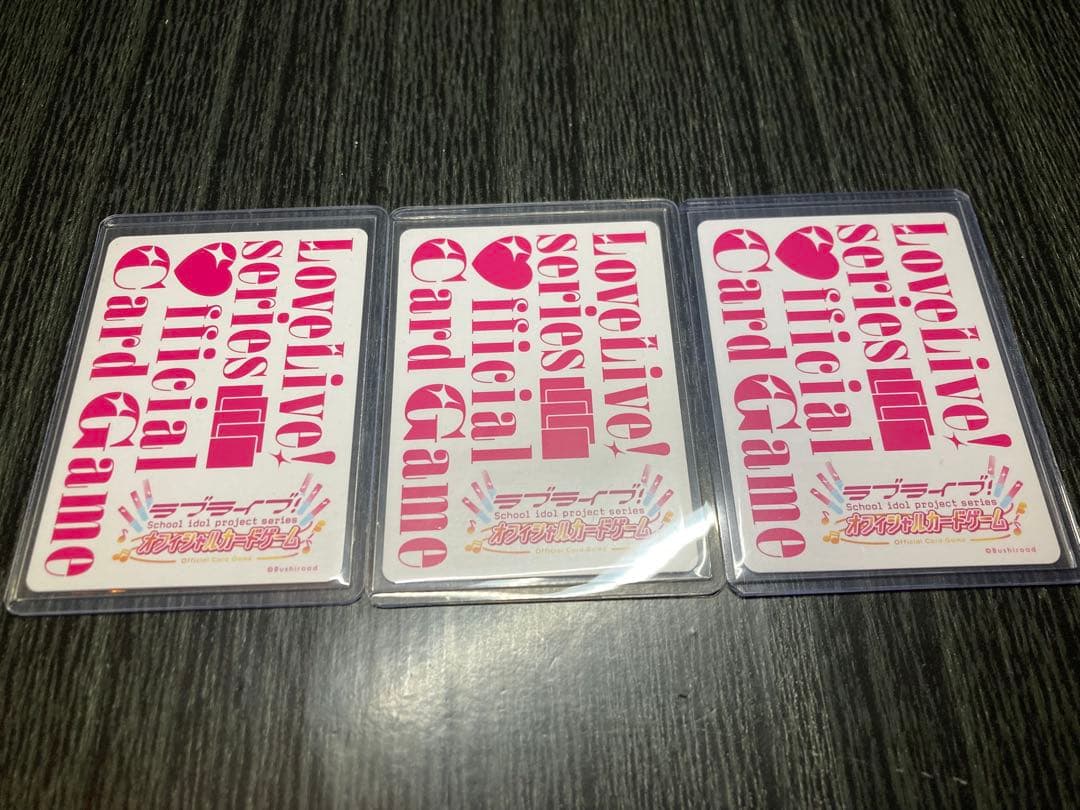 LoveLive!
series
fficial
Card Game
ラブライブ!
School idol project series
オフィシャルカードゲーム
Official Card Game
©Bushiroad
LoveLive!
series
fficial
Card Game
ラブライブ!
School idol project series
オフィシャルカードゲーム
Official Card Game
LoveLive!
series
fficial
Card Game
ラブライブ!
School idol project series
オフィシャルカードゲーム
Official Card Game
©Bushiroad